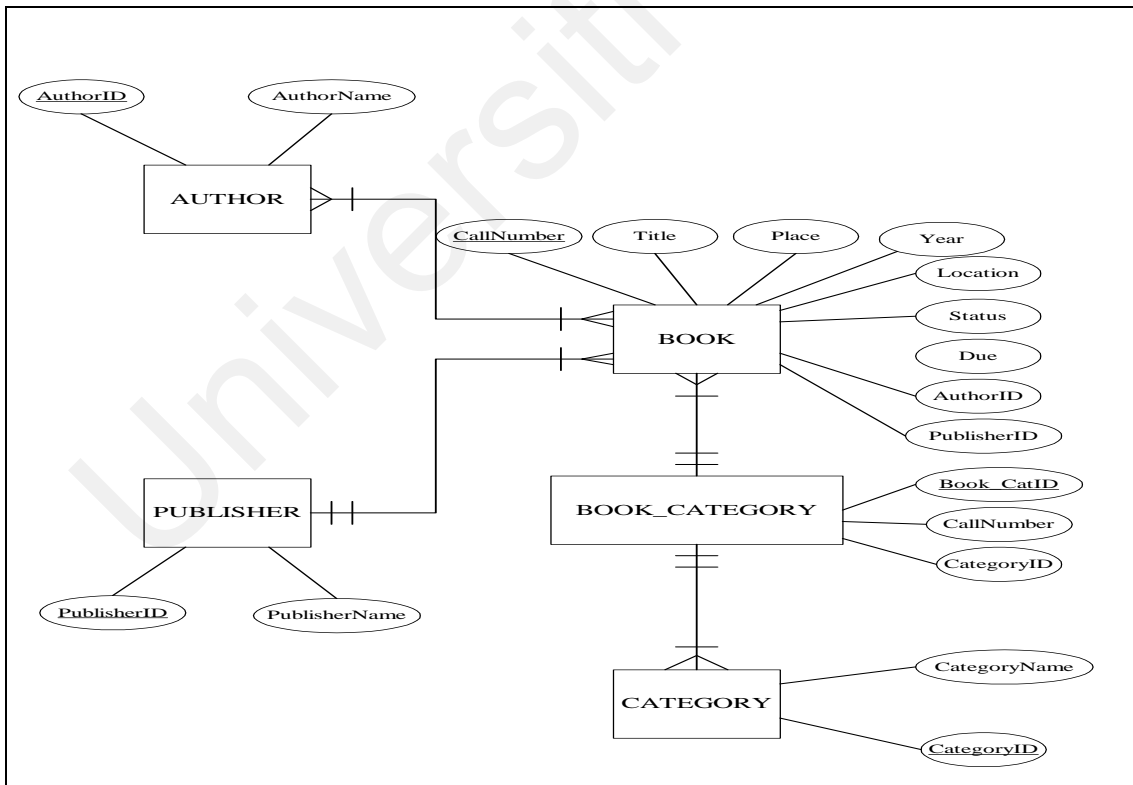 AuthorID
AuthorName
AUTHOR
CallNumber
Title
Place
Year
Location
Status
BOOK
Due
AuthorID
PublisherID
PUBLISHER
BOOK_CATEGORY
Book_CatID
CallNumber
CategoryID
PublisherID
PublisherName
CategoryName
CATEGORY
CategoryID
Universiti